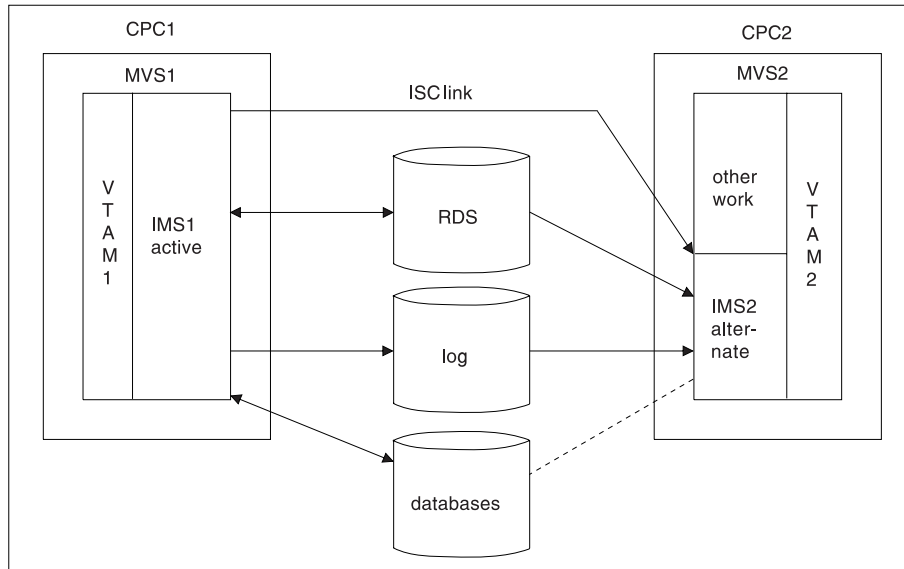 CPC1
CPC2
MVS1
MVS2
ISC link
V
T
A
M
1
IMS1
active
RDS
log
databases
other
work
IMS2
alter-
nate
V
T
A
M
2